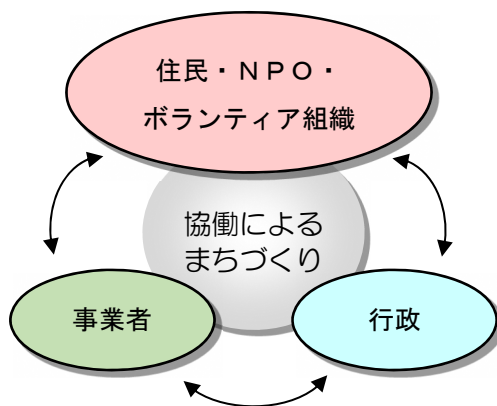 住民・ＮＰＯ・
ボランティア組織
協働による
まちづくり
事業者
行政